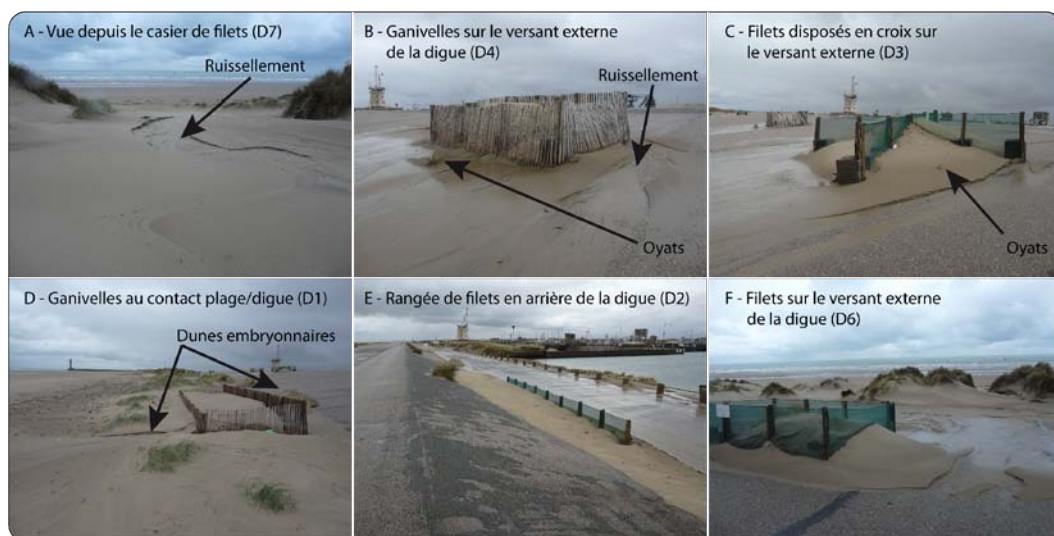 A - Vue depuis le casier de filets (D7)
Ruissellement
B - Ganivelles sur le versant externe
de la digue (D4)
Ruissellement
Oyats
C - Filets disposés en croix sur
le versant externe (D3)
Oyats
D - Ganivelles au contact plage/digue (D1)
Dunes embryonnaires
E - Rangée de filets en arrière de la digue (D2)
F - Filets sur le versant externe
de la digue (D6)